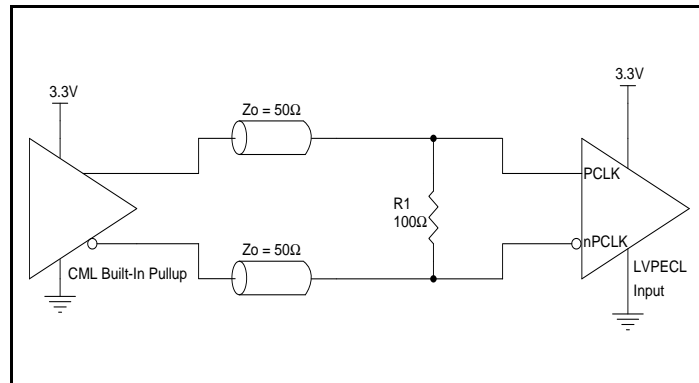 3.3V
3.3V
Zo = 50Ω
PCLK
R1
100Ω
nPCLK
Zo = 50Ω
CML Built-In Pullup
LVPECL
Input